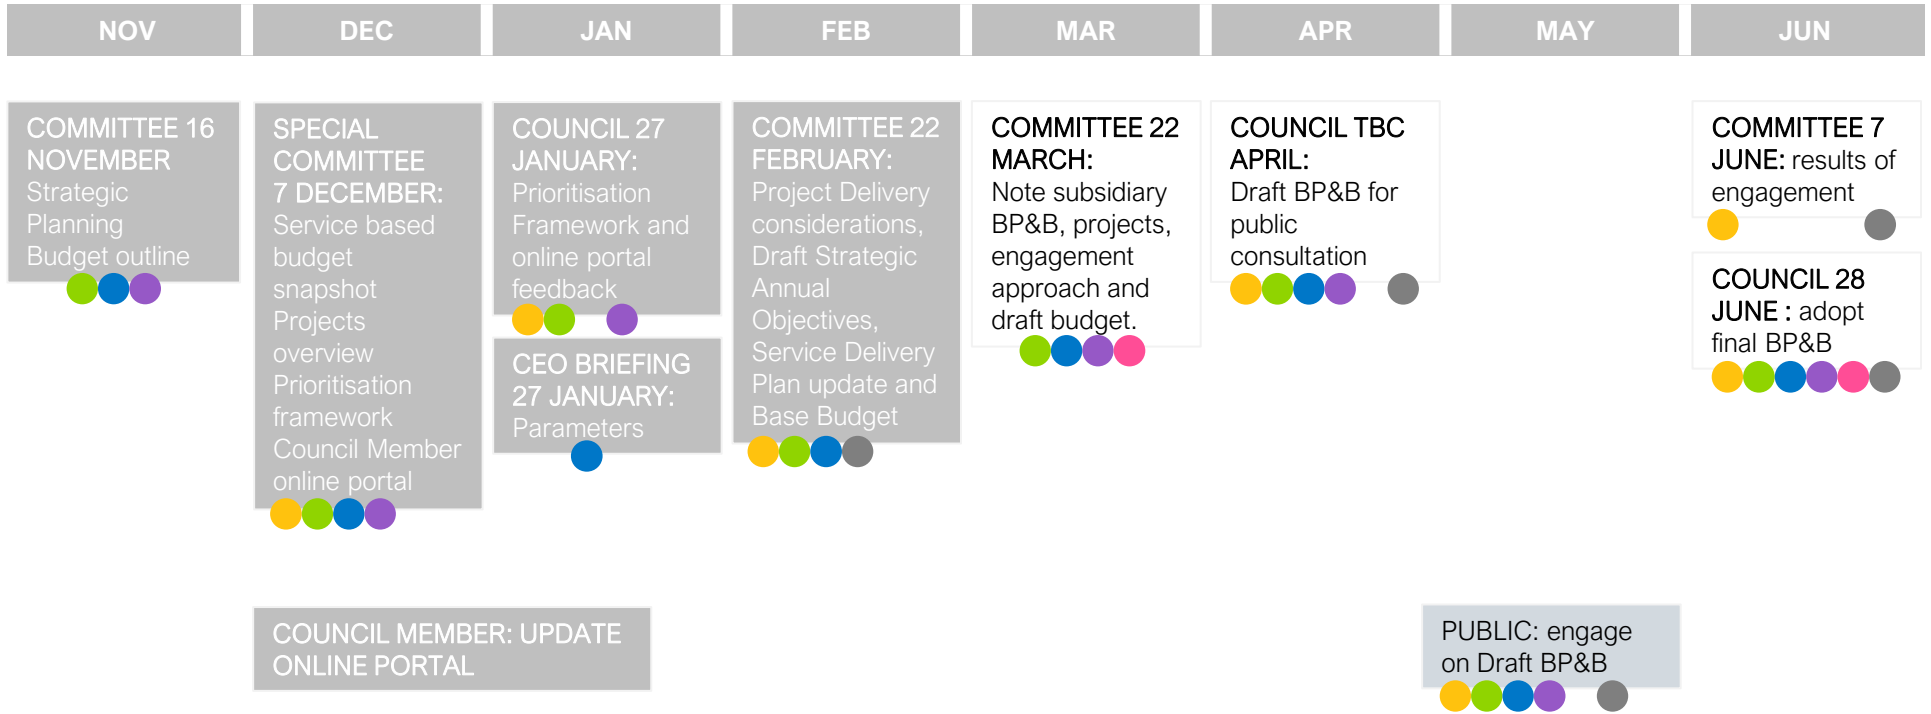 NOV
DEC
JAN
FEB
MAR
APR
MAY
JUN
COMMITTEE 16
NOVEMBER
Strategic
Planning
Budget outline
SPECIAL
COMMITTEE
7 DECEMBER:
Service based
budget
snapshot
Projects
overview
Prioritisation
framework
Council Member
online portal
COUNCIL 27
JANUARY:
Prioritisation
Framework and
online portal
feedback
CEO BRIEFING
27 JANUARY:
Parameters
COMMITTEE 22
FEBRUARY:
Project Delivery
considerations,
Draft Strategic
Annual
Objectives,
Service Delivery
Plan update and
Base Budget
COMMITTEE 22
MARCH:
Note subsidiary
BP&B, projects,
engagement
approach and
draft budget.
COUNCIL TBC
APRIL:
Draft BP&B for
public
consultation
COMMITTEE 7
JUNE: results of
engagement
COUNCIL 28
JUNE : adopt
final BP&B
COUNCIL MEMBER: UPDATE
ONLINE PORTAL
PUBLIC: engage
on Draft BP&B